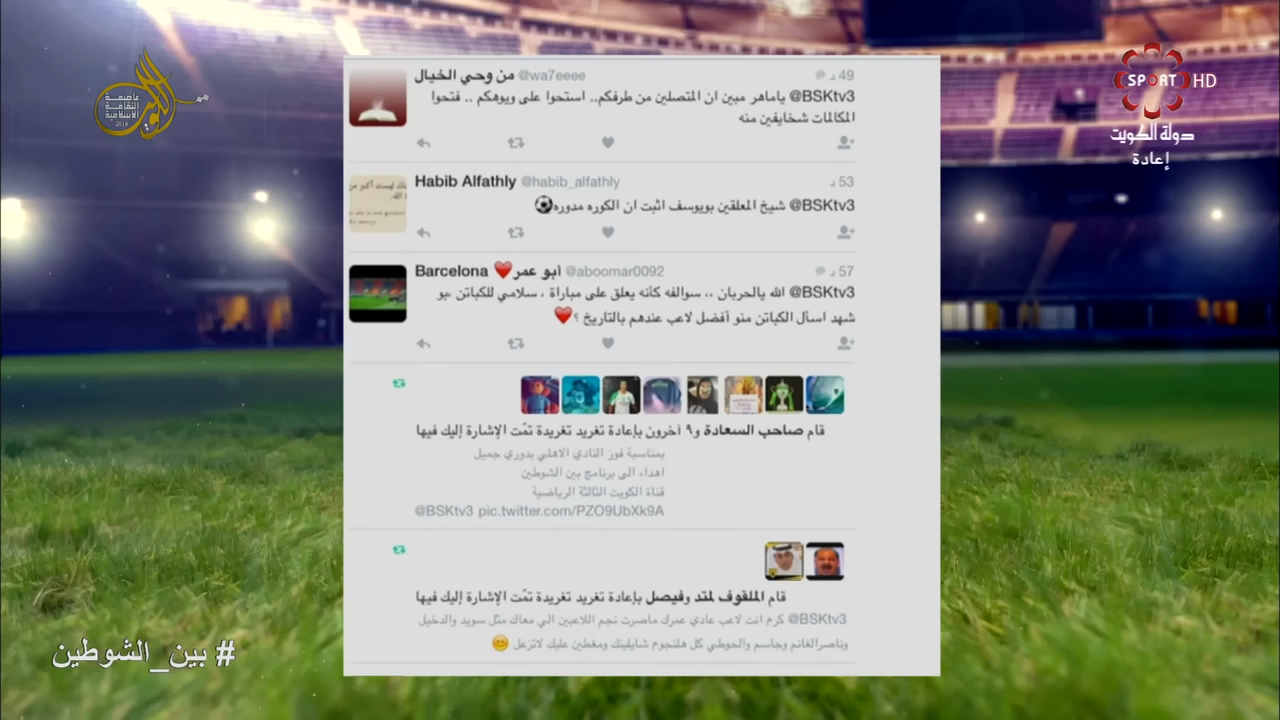 عاصمة
الثقافة
الإسلامية
2016
SPORT HD
دولة الكويت
إعادة
من وحي الخيال @wa7eeee 49 د
@BSKtv3 ياماهر مبين ان المتصلين من طرفكم.. استحوا على ويوهكم .. فتحوا
المكالمات شخايفين منه
Habib Alfathly @habib_alfathly 53 د
@BSKtv3 شيخ المعلقين بويوسف اثبت ان الكوره مدوره⚽
Barcelona ❤️أبو عمر @aboomar0092 57 د
@BSKtv3 الله يالحربان .. سوالفه كأنه يعلق على مباراة ، سلامي للكباتن ،بو
شهد اسأل الكباتن منو أفضل لاعب عندهم بالتاريخ ؟❤️
قام صاحب السعادة و٩ آخرون بإعادة تغريد تغريدة تمّت الإشارة إليك فيها
بمناسبة فوز النادي الاهلي بدوري جميل
اهداء الى برنامج بين الشوطين
قناة الكويت الثالثة الرياضية
@BSKtv3 pic.twitter.com/PZO9UbXk9A
قام الملقوف لمتد وفيصل بإعادة تغريد تغريدة تمّت الإشارة إليك فيها
@BSKtv3 كرم انت لاعب عادي عمرك ماصرت نجم اللاعبين الي معاك مثل سويد والدخيل
وناصرالغانم وجاسم والحوطي كل هلنجوم شايلينك ومغطين عليك لاتزعل 😊
# بين_الشوطين